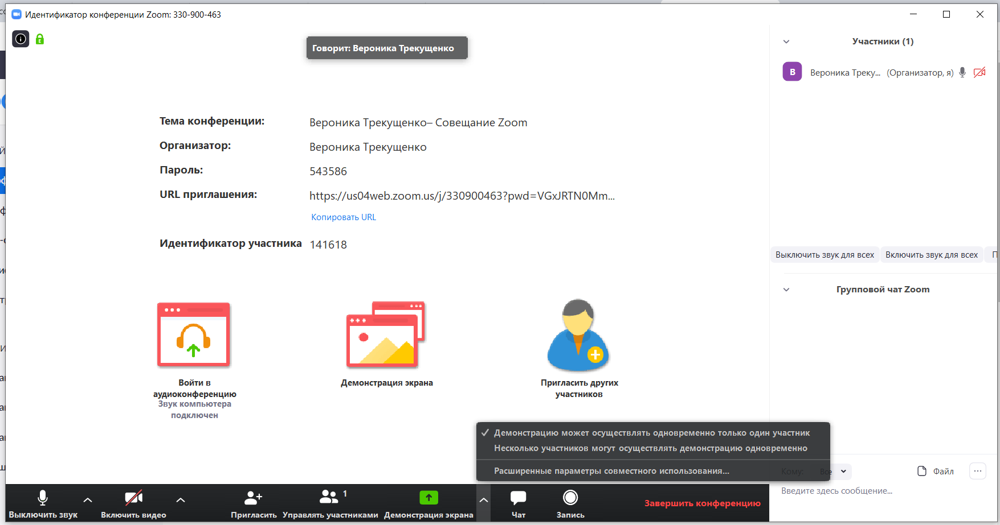 Идентификатор конференции Zoom: 330-900-463
Говорит: Вероника Трекущенко
Участники (1)
В
Вероника Треку... (Организатор, я)
Тема конференции: Вероника Трекущенко– Совещание Zoom
Организатор: Вероника Трекущенко
Пароль: 543586
URL приглашения: https://us04web.zoom.us/j/330900463?pwd=VGxJRTN0Mm...
Копировать URL
Идентификатор участника 141618
Выключить звук для всех Включить звук для всех П
Групповой чат Zoom
Войти в
аудиоконференцию
Звук компьютера
подключен
Демонстрация экрана
Пригласить других
участников
Демонстрацию может осуществлять одновременно только один участник
Несколько участников могут осуществлять демонстрацию одновременно
Расширенные параметры совместного использования...
Кому: Все
Файл
Введите здесь сообщение...
Выключить звук
Включить видео
Пригласить
1
Управлять участниками
Демонстрация экрана
Чат
Запись
Завершить конференцию